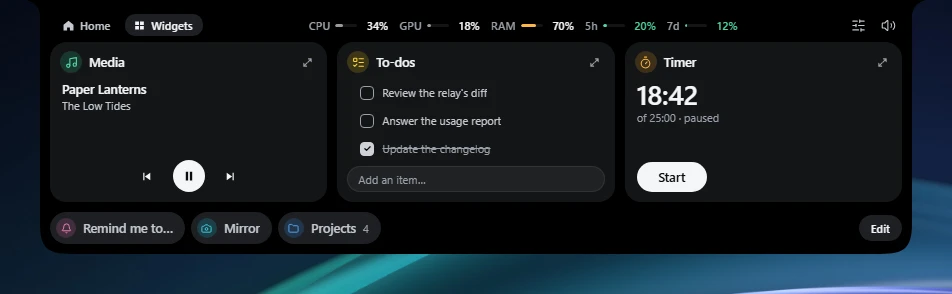 Home Widgets CPU 34% GPU 18% RAM 70% 5h 20% 7d 12%
Media
Paper Lanterns
The Low Tides
To-dos
Review the relay's diff
Answer the usage report
Update the changelog
Add an item...
Timer
18:42
of 25:00 · paused
Start
Remind me to... Mirror Projects 4 Edit